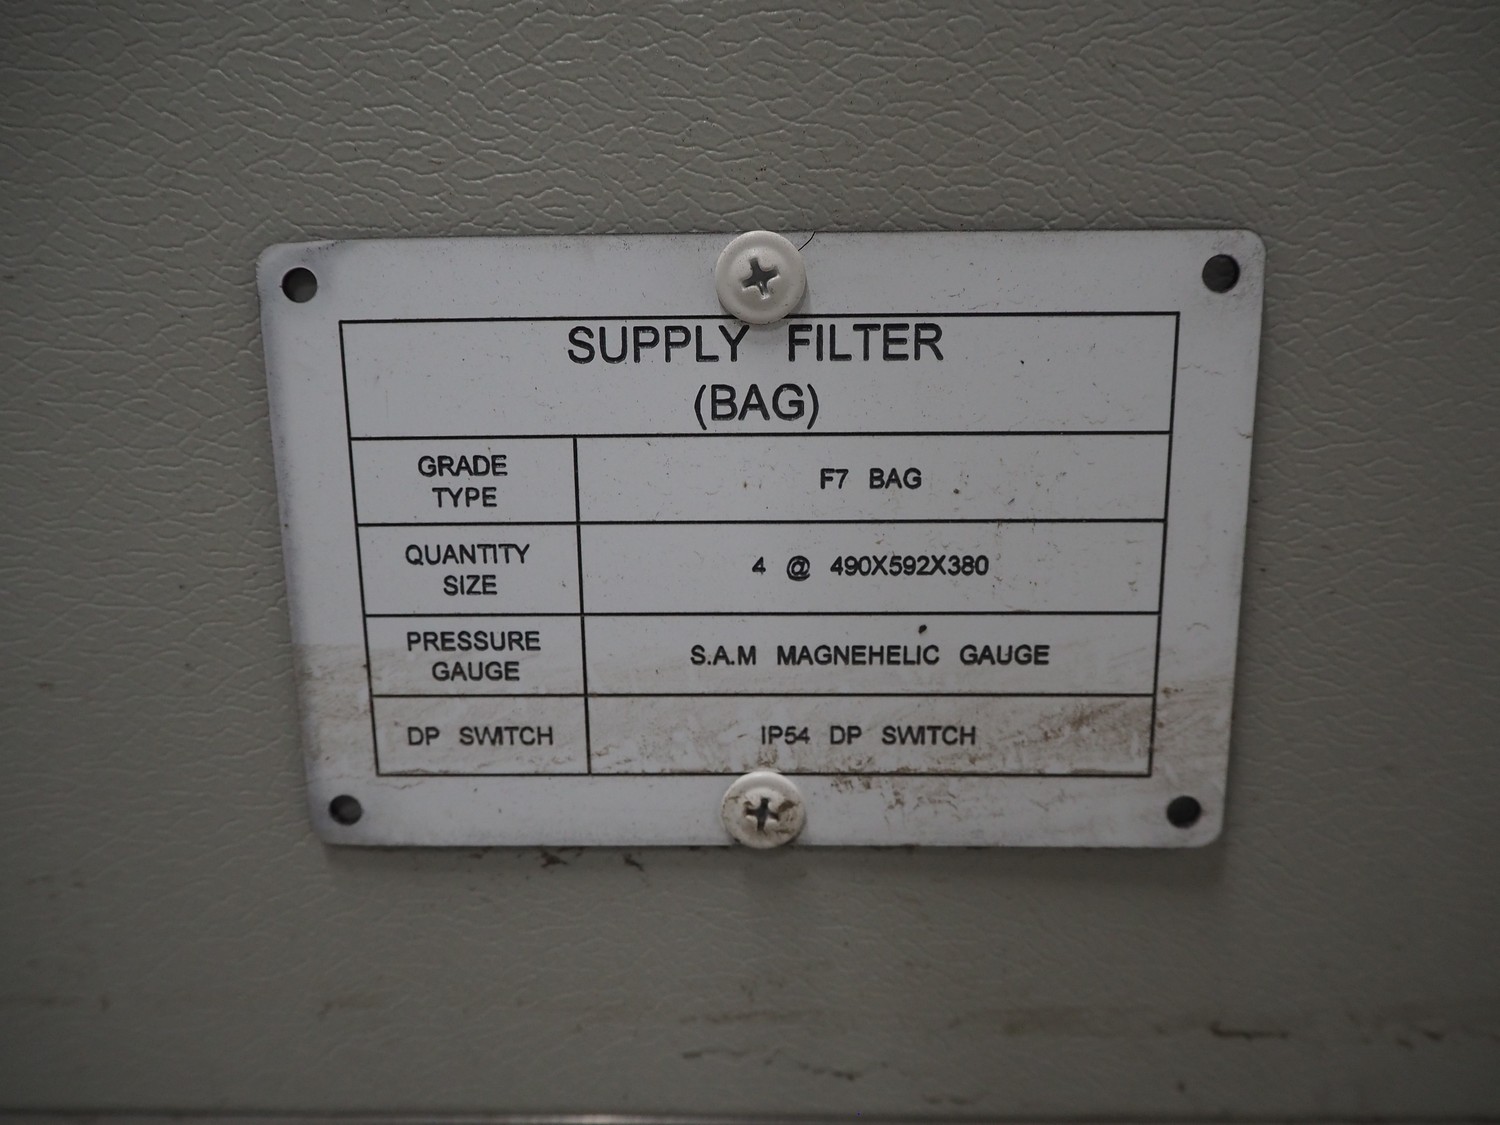 SUPPLY FILTER
(BAG)
GRADE
TYPE
F7 BAG
QUANTITY
SIZE
4 @ 490X592X380
PRESSURE
GAUGE
S.A.M MAGNEHELIC GAUGE
DP SWITCH
IP54 DP SWITCH